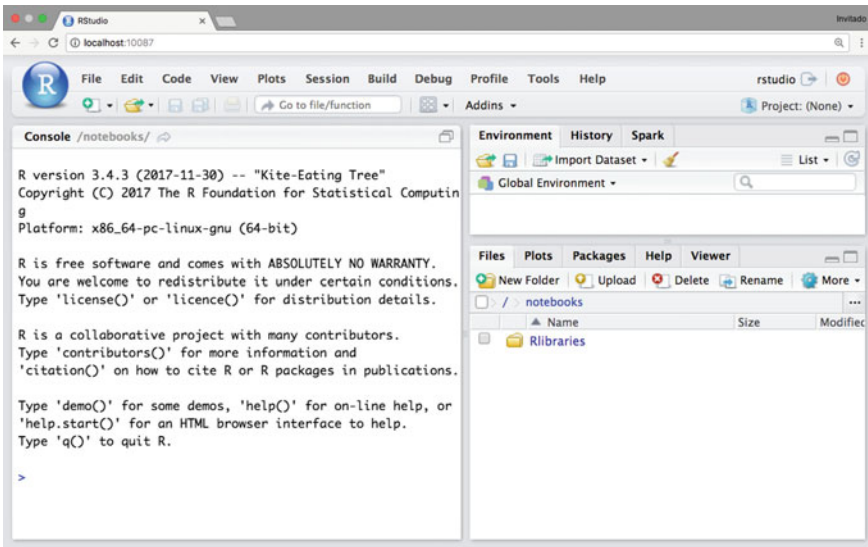 RStudio
Invitado
localhost:10087
R
File Edit Code View Plots Session Build Debug Profile Tools Help
rstudio
Go to file/function
Addins
Project: (None)
Console /notebooks/
R version 3.4.3 (2017-11-30) -- "Kite-Eating Tree"
Copyright (C) 2017 The R Foundation for Statistical Computin
g
Platform: x86_64-pc-linux-gnu (64-bit)
R is free software and comes with ABSOLUTELY NO WARRANTY.
You are welcome to redistribute it under certain conditions.
Type 'license()' or 'licence()' for distribution details.
R is a collaborative project with many contributors.
Type 'contributors()' for more information and
'citation()' on how to cite R or R packages in publications.
Type 'demo()' for some demos, 'help()' for on-line help, or
'help.start()' for an HTML browser interface to help.
Type 'q()' to quit R.
>
Environment History Spark
Import Dataset
List
Global Environment
Files Plots Packages Help Viewer
New Folder Upload Delete Rename More
/ notebooks
...
Name Size Modified
Rlibraries